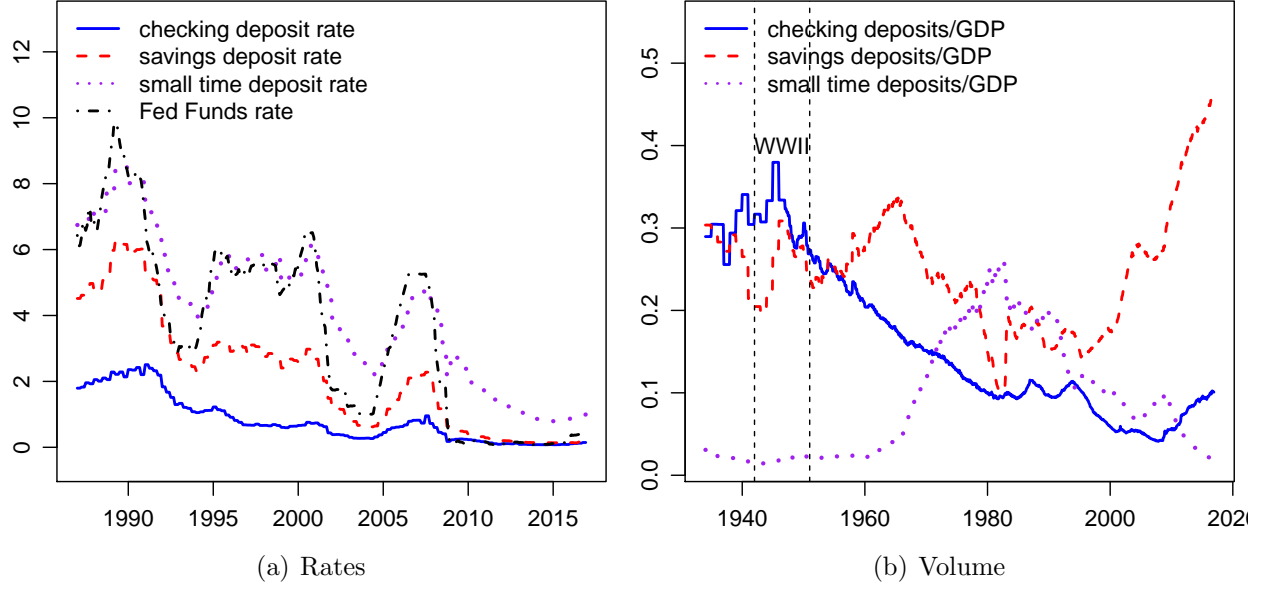 checking deposit rate
savings deposit rate
small time deposit rate
Fed Funds rate
12
10
8
6
4
2
0
1990 1995 2000 2005 2010 2015
(a) Rates
checking deposits/GDP
savings deposits/GDP
small time deposits/GDP
WWII
0.5
0.4
0.3
0.2
0.1
0.0
1940 1960 1980 2000 2020
(b) Volume